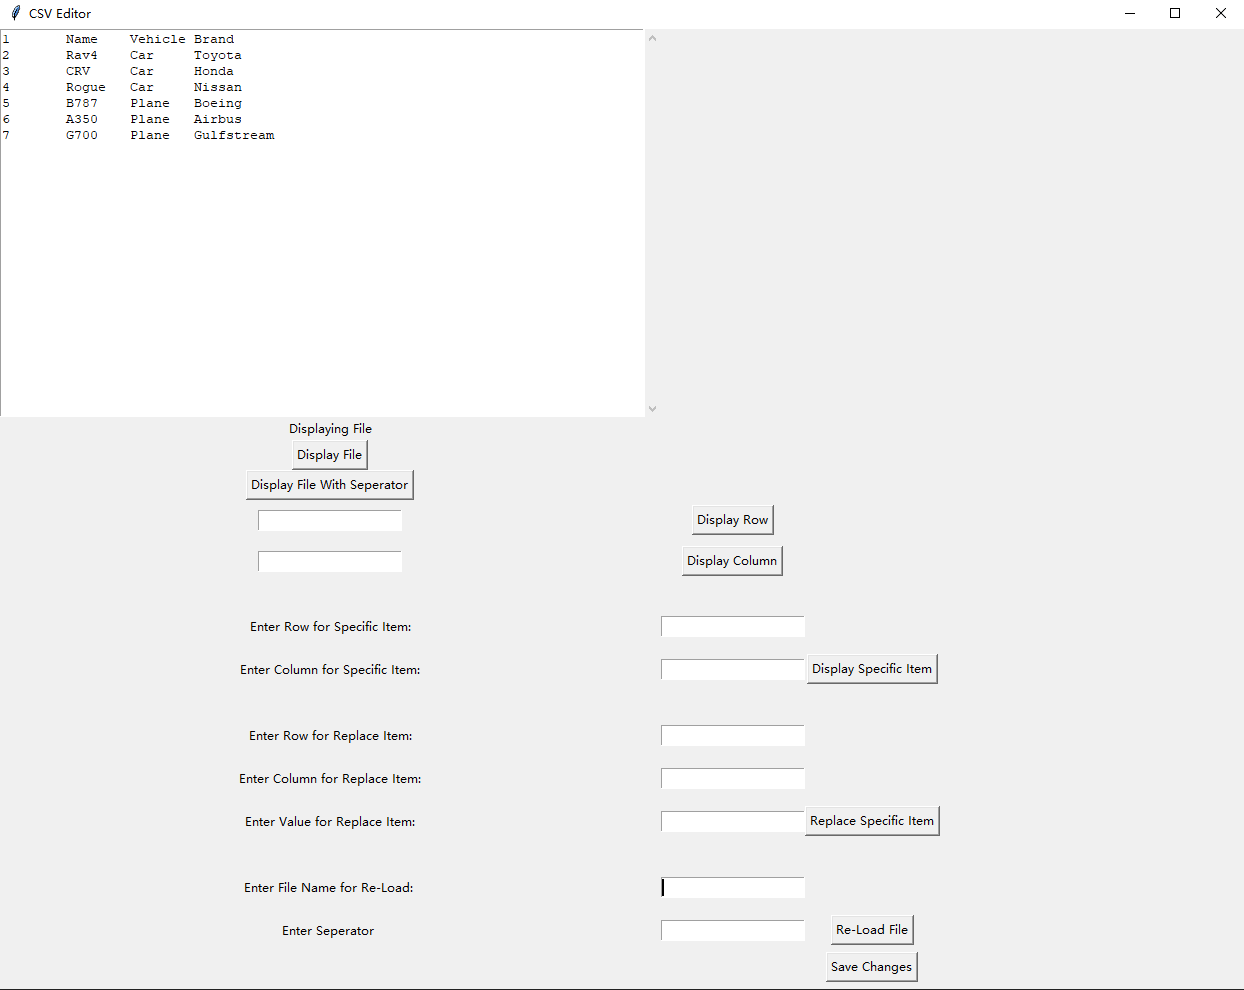 CSV Editor
1 Name Vehicle Brand
2 Rav4 Car Toyota
3 CRV Car Honda
4 Rogue Car Nissan
5 B787 Plane Boeing
6 A350 Plane Airbus
7 G700 Plane Gulfstream
Displaying File
Display File
Display File With Seperator
Display Row
Display Column
Enter Row for Specific Item:
Enter Column for Specific Item:
Display Specific Item
Enter Row for Replace Item:
Enter Column for Replace Item:
Enter Value for Replace Item:
Replace Specific Item
Enter File Name for Re-Load:
Enter Seperator
Re-Load File
Save Changes